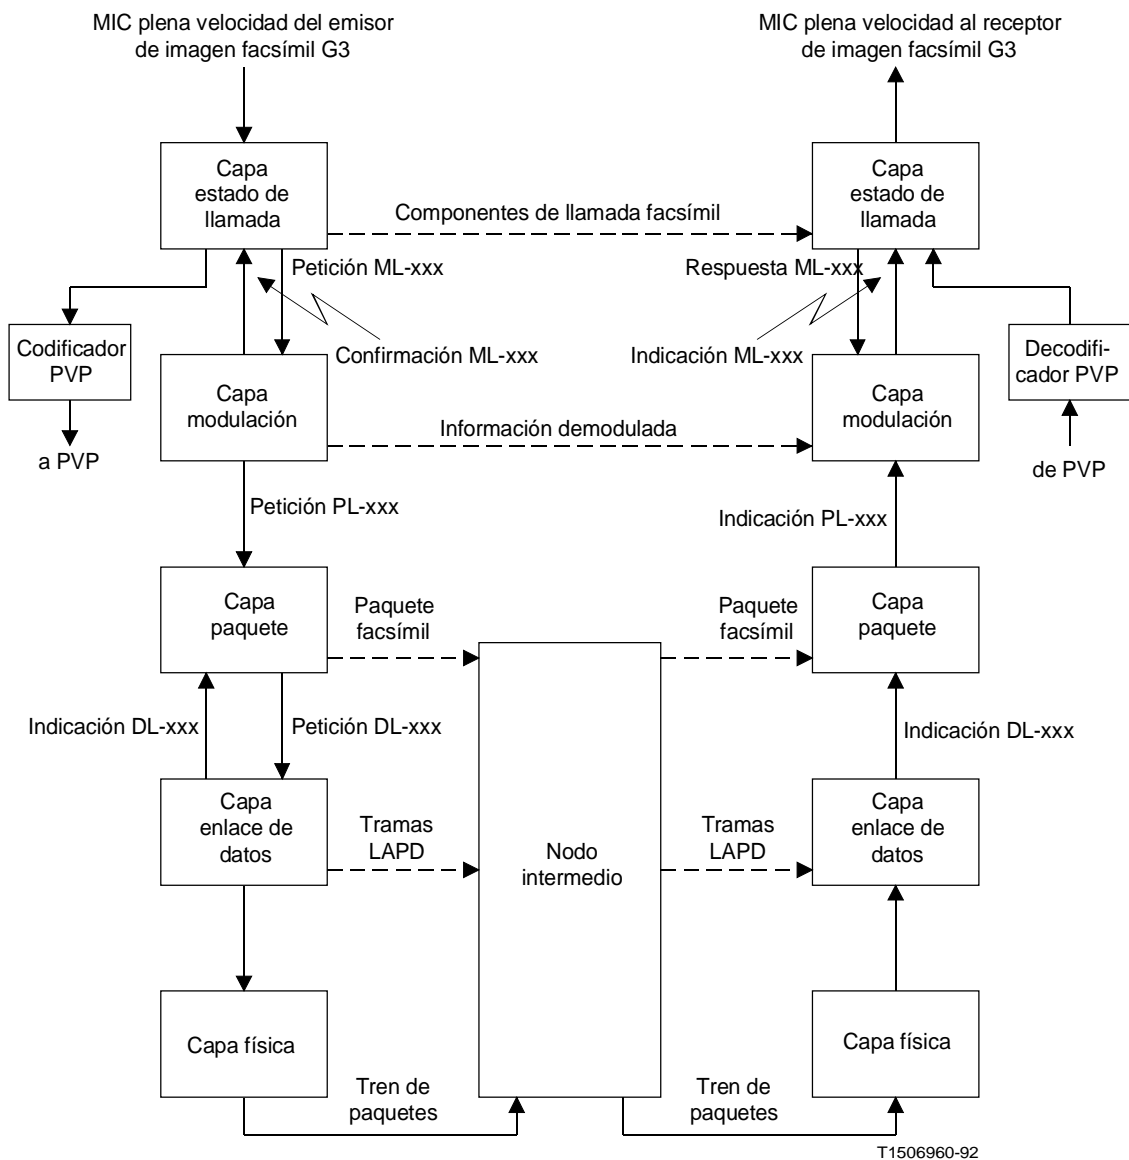 MIC plena velocidad del emisor
de imagen facsímil G3
MIC plena velocidad al receptor
de imagen facsímil G3
Capa
estado de
llamada
Capa
estado de
llamada
Componentes de llamada facsímil
Petición ML-xxx
Respuesta ML-xxx
Codificador
PVP
Confirmación ML-xxx
Indicación ML-xxx
Decodifi-
cador PVP
Capa
modulación
Capa
modulación
Información demodulada
a PVP
de PVP
Petición PL-xxx
Indicación PL-xxx
Capa
paquete
Paquete
facsímil
Paquete
facsímil
Capa
paquete
Indicación DL-xxx
Petición DL-xxx
Indicación DL-xxx
Capa
enlace de
datos
Tramas
LAPD
Nodo
intermedio
Tramas
LAPD
Capa
enlace de
datos
Capa física
Capa física
Tren de
paquetes
Tren de
paquetes
T1506960-92